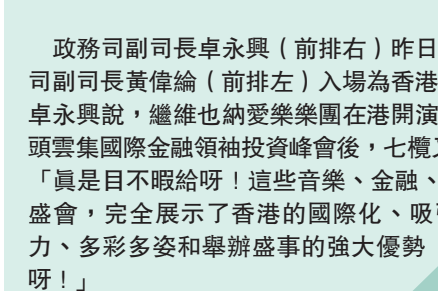 政務司副司長卓永興（前排右）昨日
司副司長黃偉綸（前排左）入場為香港
卓永興說，繼維也納愛樂樂團在港開演
頭雲集國際金融領袖投資峰會後，七欖
「真是目不暇給呀！這些音樂、金融、
盛會，完全展示了香港的國際化、吸
力、多彩多姿和舉辦盛事的強大優勢
呀！」